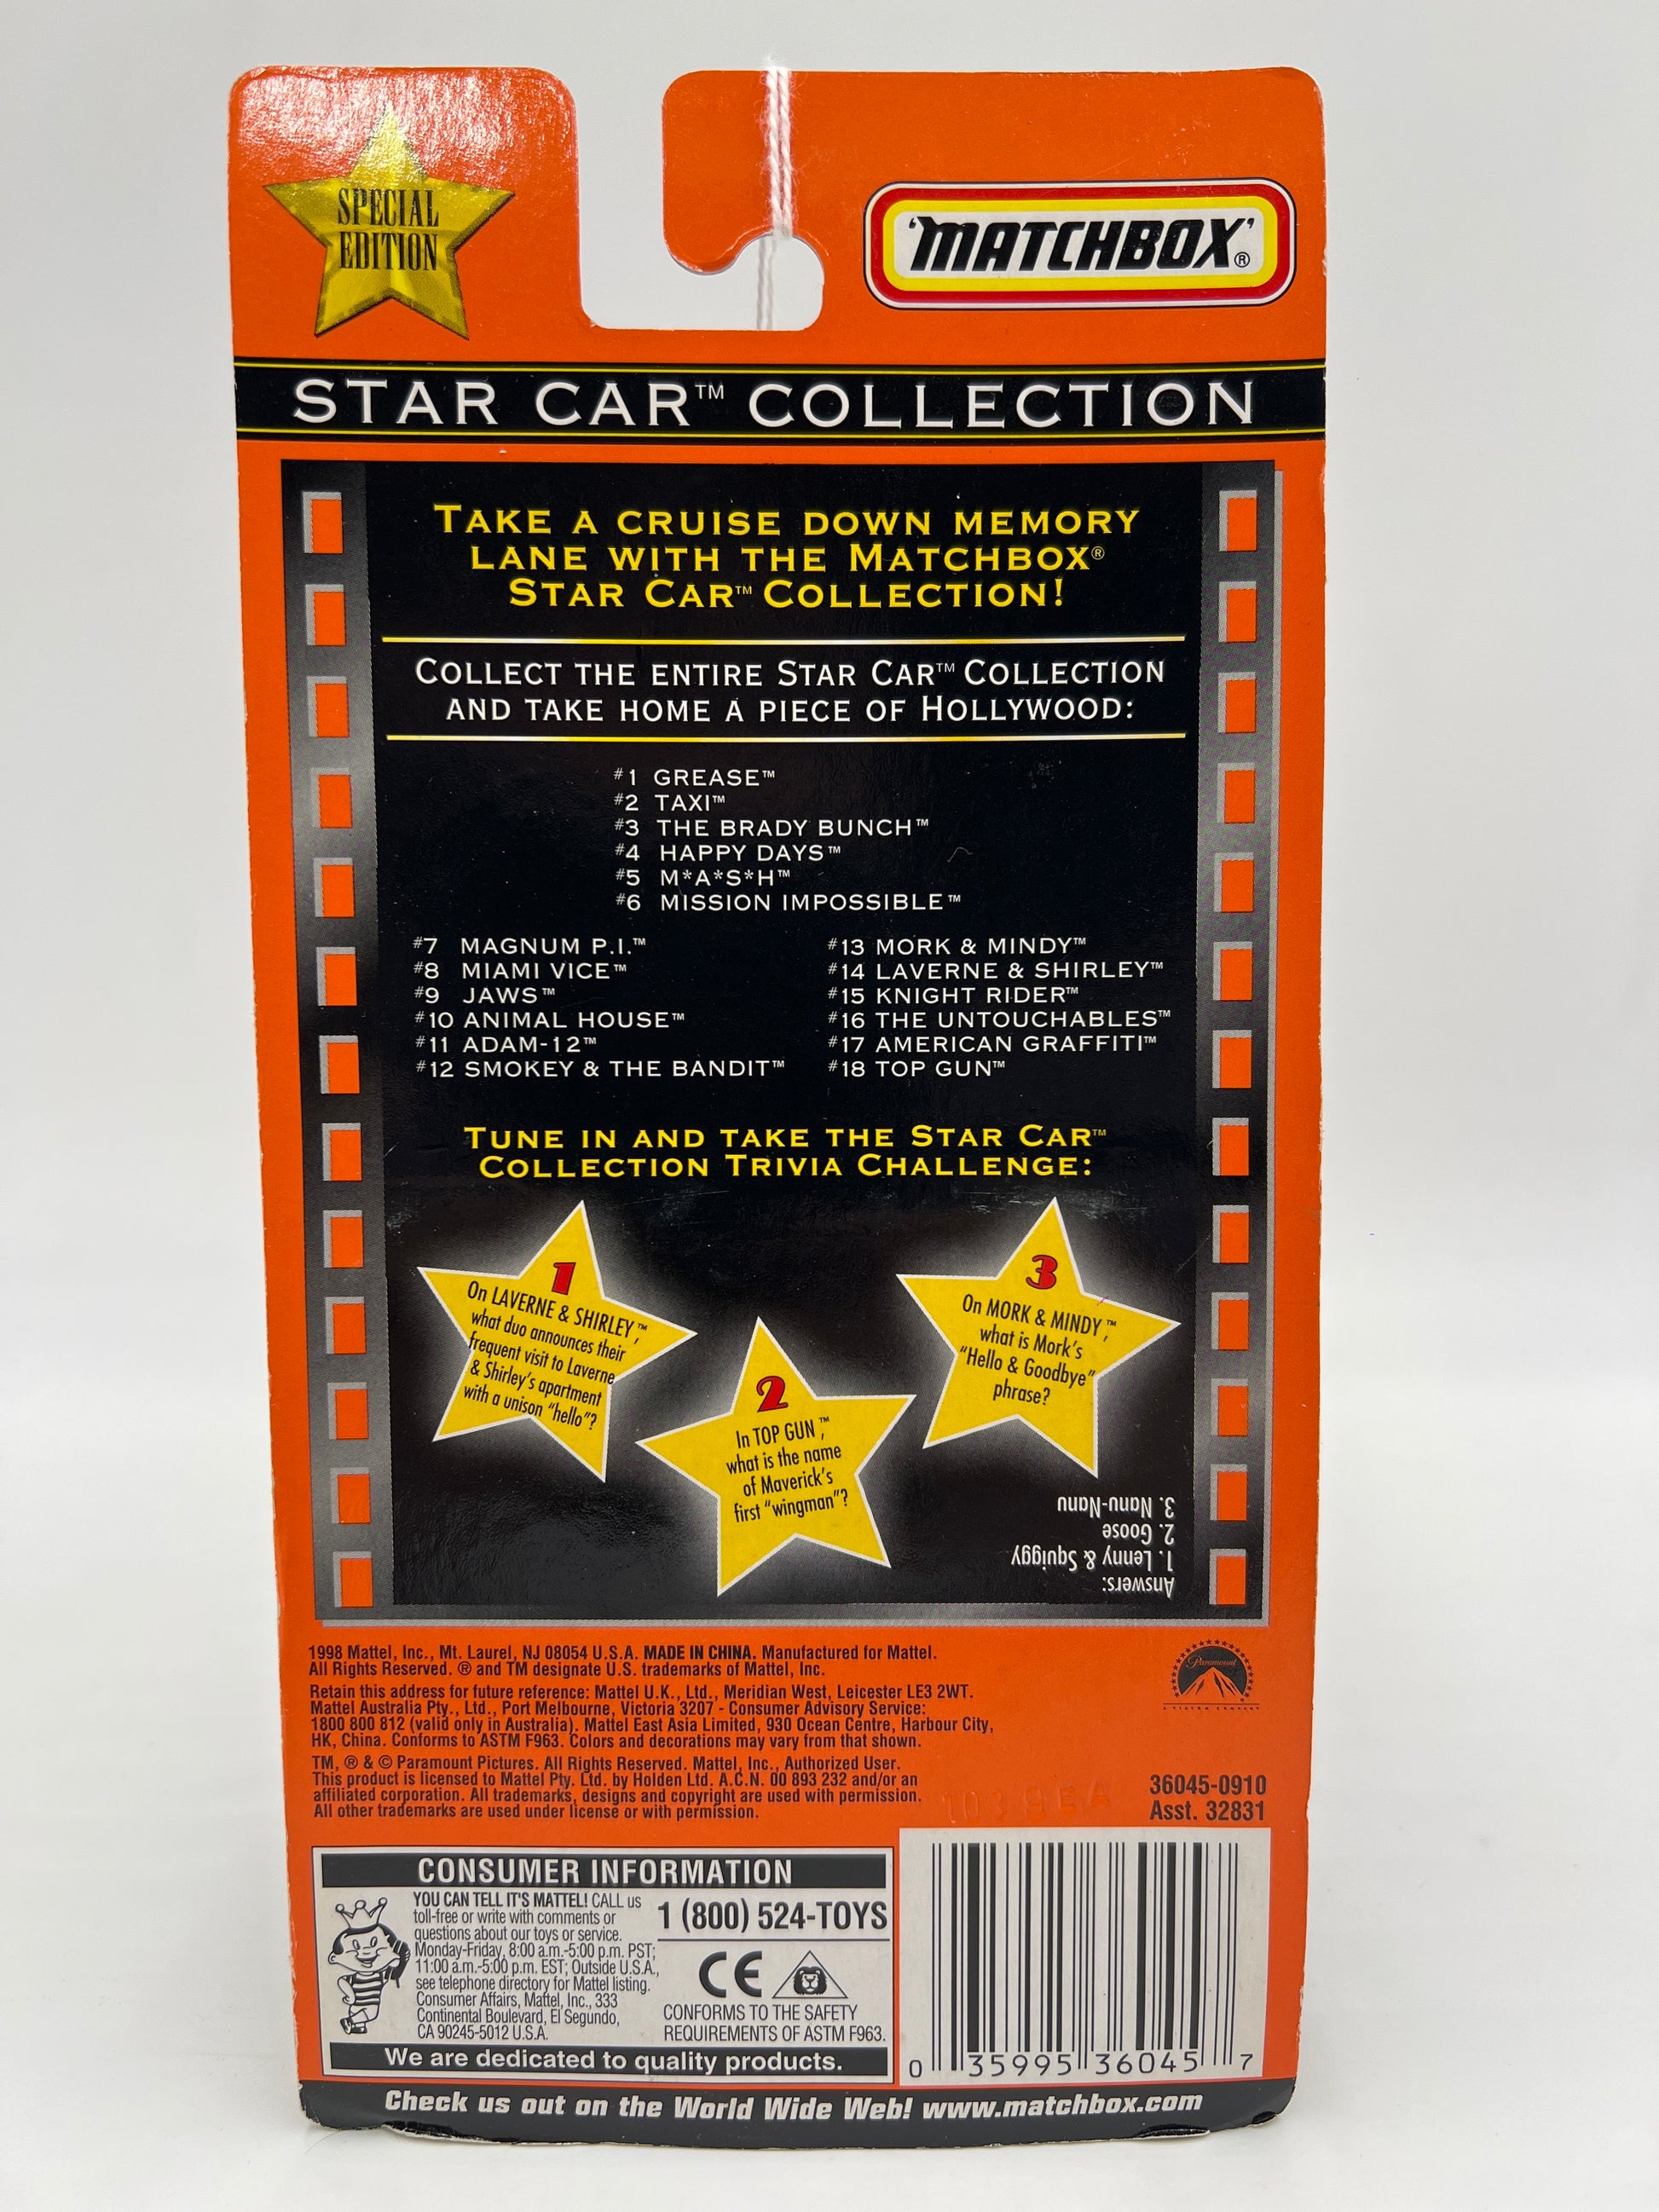 SPECIAL
EDITION
'MATCHBOX'®
STAR CAR™ COLLECTION
TAKE A CRUISE DOWN MEMORY
LANE WITH THE MATCHBOX®
STAR CAR™ COLLECTION!
COLLECT THE ENTIRE STAR CAR™ COLLECTION
AND TAKE HOME A PIECE OF HOLLYWOOD:
#1 GREASE™
#2 TAXI™
#3 THE BRADY BUNCH™
#4 HAPPY DAYS™
#5 M*A*S*H™
#6 MISSION IMPOSSIBLE™
#7 MAGNUM P.I.™
#8 MIAMI VICE™
#9 JAWS™
#10 ANIMAL HOUSE™
#11 ADAM-12™
#12 SMOKEY & THE BANDIT™
#13 MORK & MINDY™
#14 LAVERNE & SHIRLEY™
#15 KNIGHT RIDER™
#16 THE UNTOUCHABLES™
#17 AMERICAN GRAFFITI™
#18 TOP GUN™
TUNE IN AND TAKE THE STAR CAR™
COLLECTION TRIVIA CHALLENGE:
1
On LAVERNE & SHIRLEY™,
what duo announces their
frequent visit to Laverne
& Shirley's apartment
with a unison "hello"?
2
In TOP GUN™,
what is the name
of Maverick's
first "wingman"?
3
On MORK & MINDY™,
what is Mork's
"Hello & Goodbye"
phrase?
Answers:
1. Lenny & Squiggy
2. Goose
3. Nanu-Nanu
1998 Mattel, Inc., Mt. Laurel, NJ 08054 U.S.A. MADE IN CHINA. Manufactured for Mattel.
All Rights Reserved. ® and TM designate U.S. trademarks of Mattel, Inc.
Retain this address for future reference: Mattel U.K., Ltd., Meridian West, Leicester LE3 2WT.
Mattel Australia Pty., Ltd., Port Melbourne, Victoria 3207 - Consumer Advisory Service:
1800 800 812 (valid only in Australia). Mattel East Asia Limited, 930 Ocean Centre, Harbour City,
HK, China. Conforms to ASTM F963. Colors and decorations may vary from that shown.
TM, ® & © Paramount Pictures. All Rights Reserved. Mattel, Inc., Authorized User.
This product is licensed to Mattel Pty. Ltd. by Holden Ltd. A.C.N. 00 893 232 and/or an
affiliated corporation. All trademarks, designs and copyright are used with permission.
All other trademarks are used under license or with permission.
Paramount
36045-0910
Asst. 32831
CONSUMER INFORMATION
YOU CAN TELL IT'S MATTEL! CALL us
toll-free or write with comments or
questions about our toys or service.
Monday-Friday, 8:00 a.m.-5:00 p.m. PST;
11:00 a.m.-5:00 p.m. EST; Outside U.S.A.,
see telephone directory for Mattel listing.
Consumer Affairs, Mattel, Inc., 333
Continental Boulevard, El Segundo,
CA 90245-5012 U.S.A.
1 (800) 524-TOYS
CE
CONFORMS TO THE SAFETY
REQUIREMENTS OF ASTM F963.
We are dedicated to quality products.
0 35995 36045 7
Check us out on the World Wide Web! www.matchbox.com